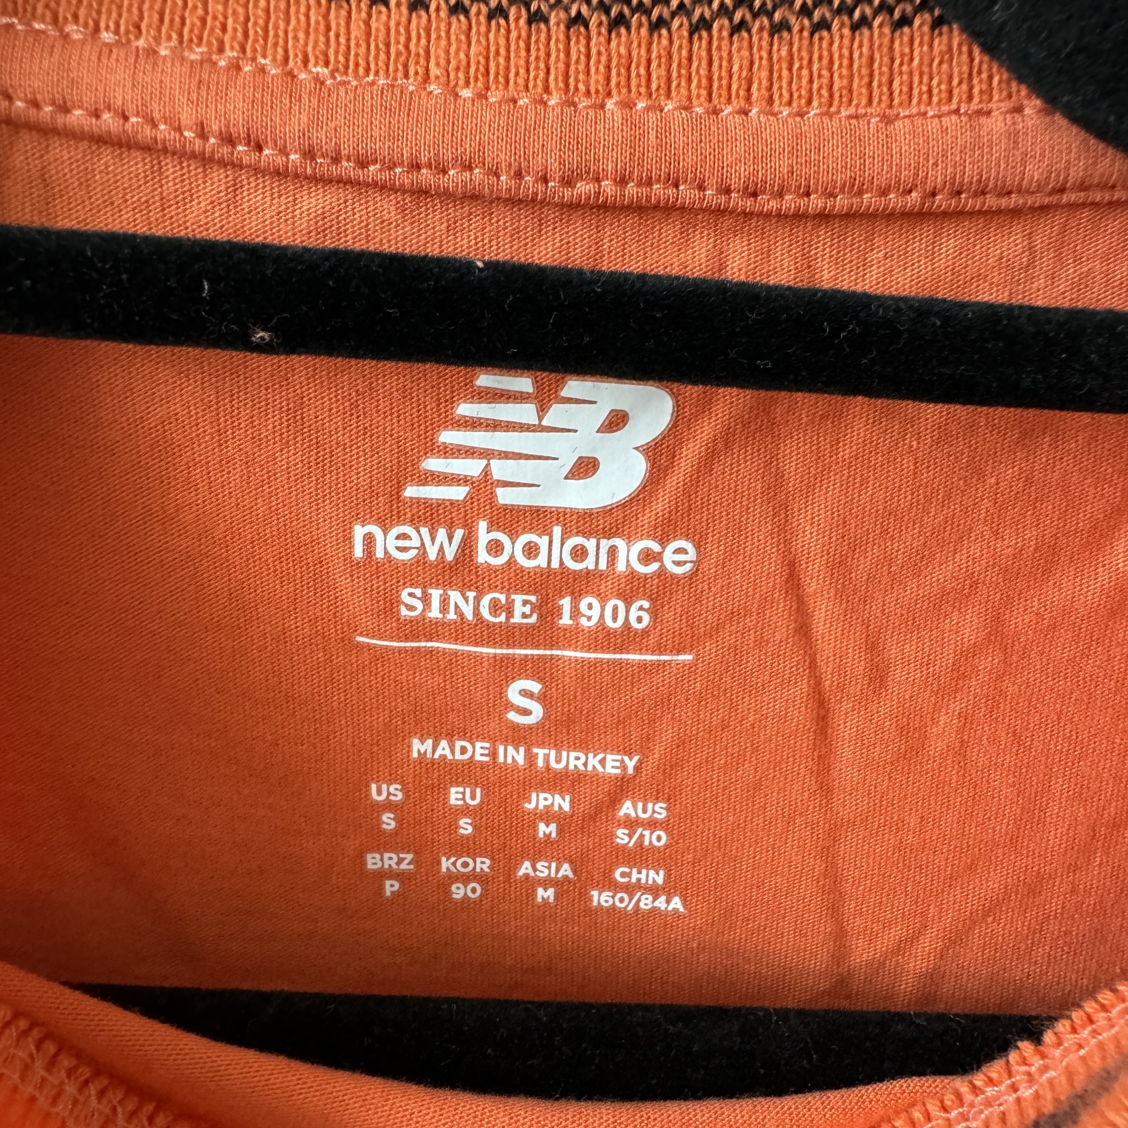 NB
new balance
SINCE 1906
S
MADE IN TURKEY
US EU JPN AUS
S S M S/10
BRZ KOR ASIA CHN
P 90 M 160/84A